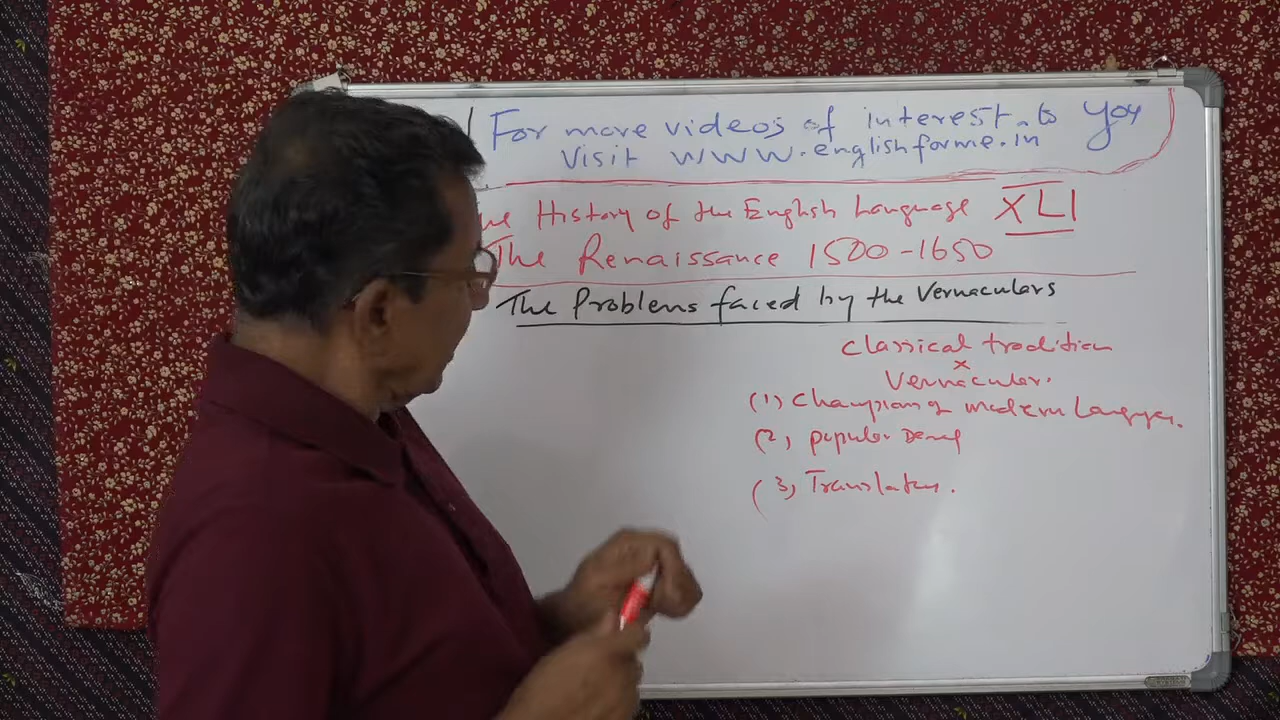 For more videos of interest to you
Visit www.englishforme.in
History of the English Language XLI
The Renaissance 1500-1650
The Problems faced by the Vernaculars
classical tradition
x
Vernacular.
(1) Champions of modern Languages.
(2) popular
(3) Translators.